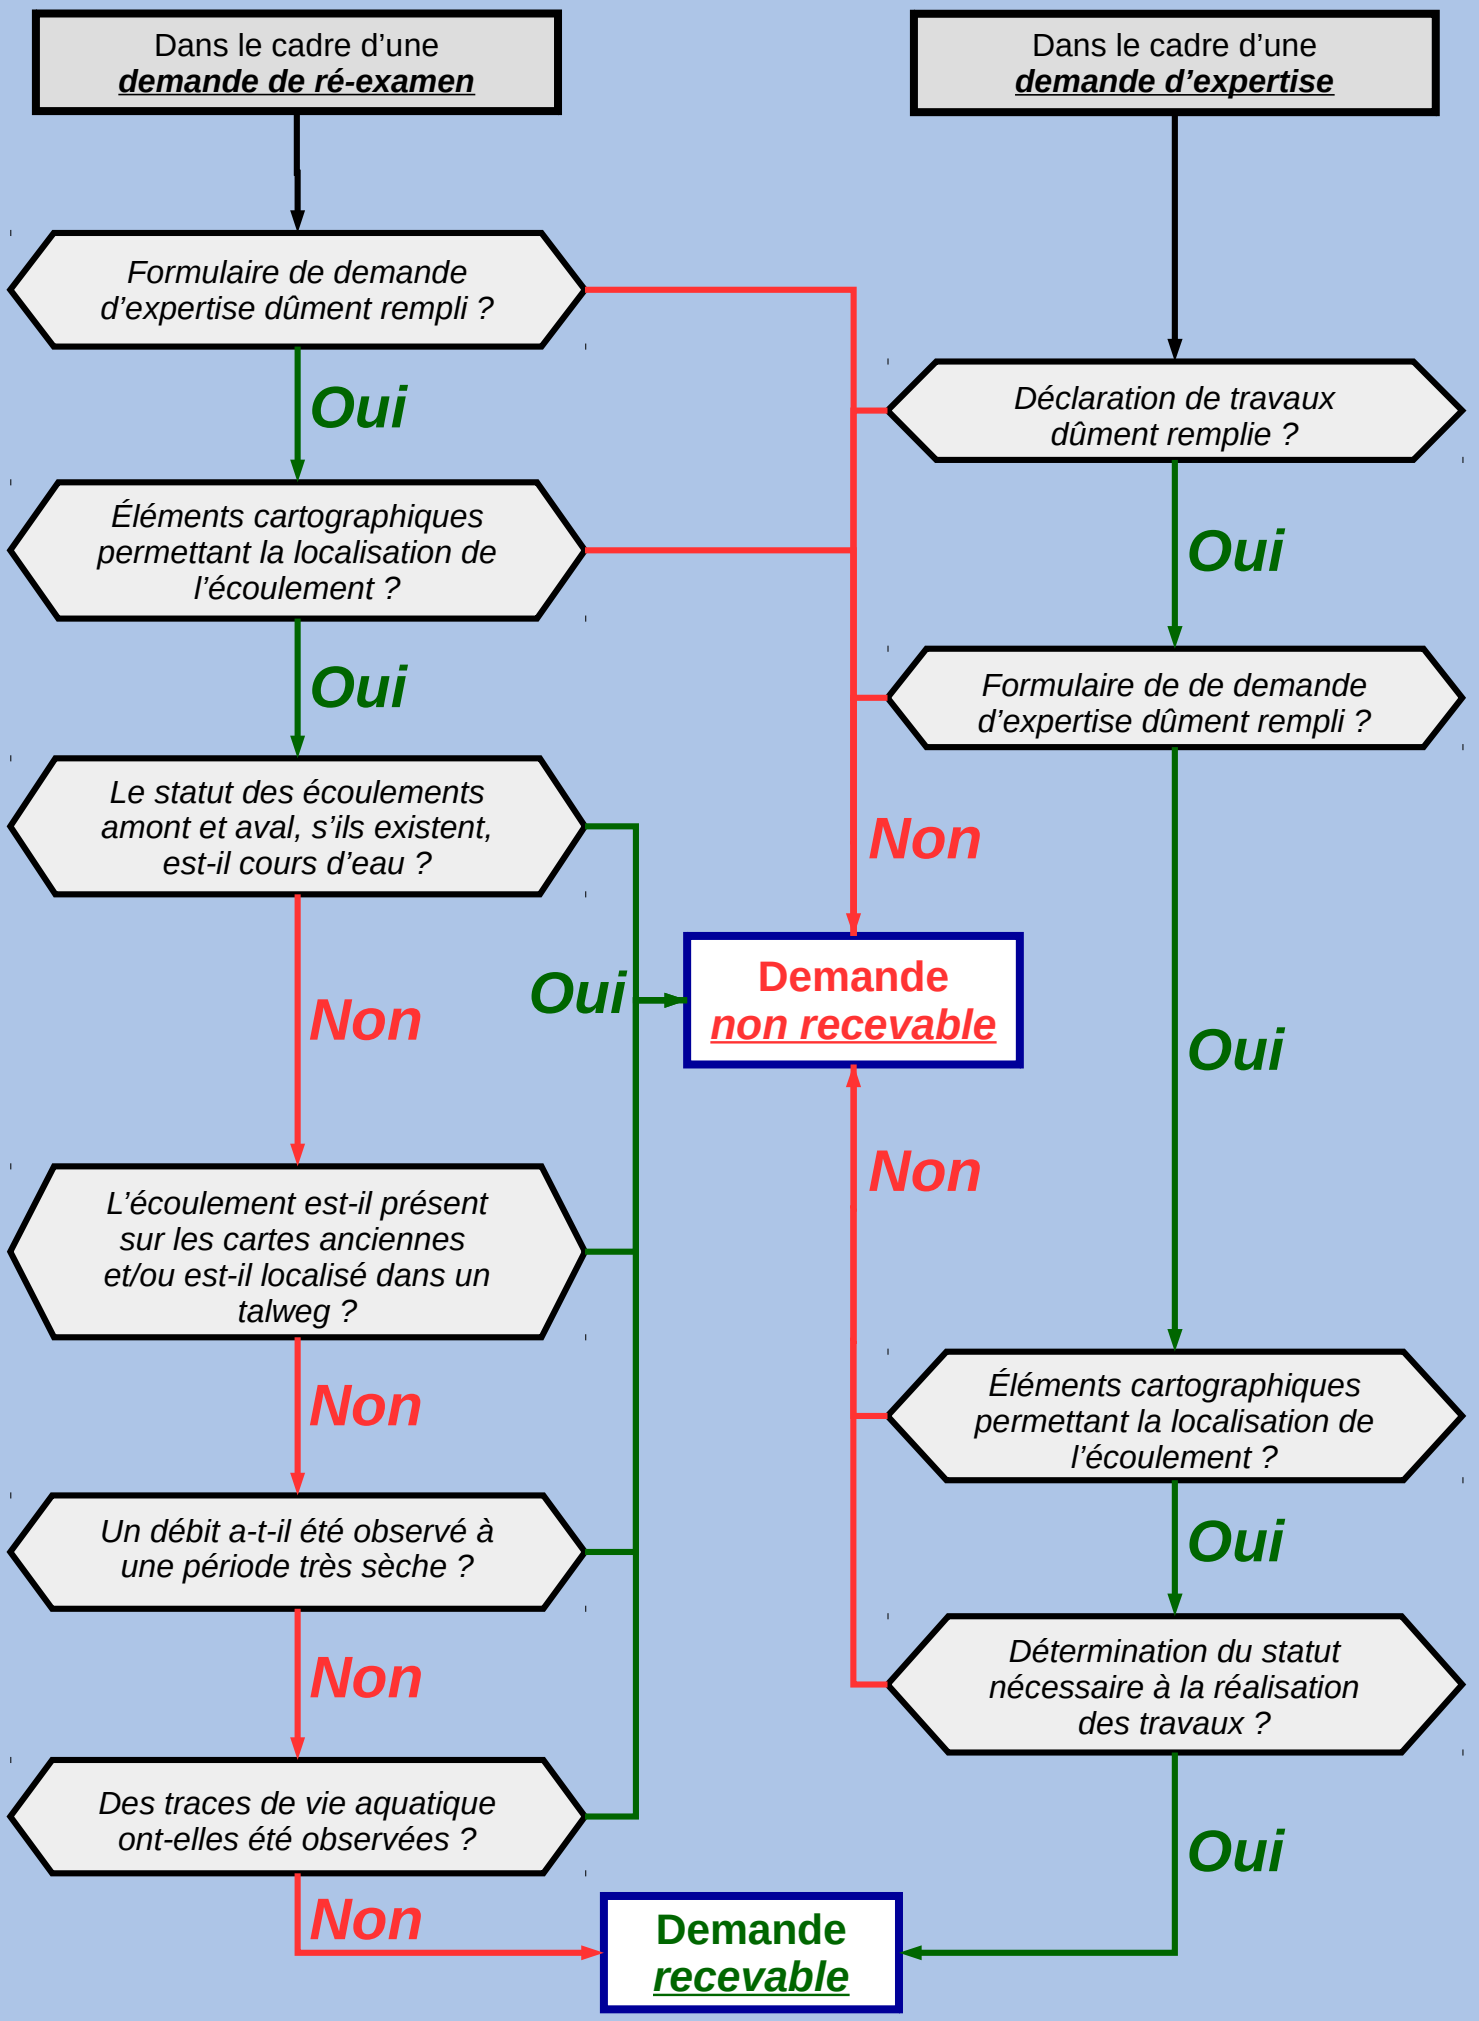 Dans le cadre d’une
demande de ré-examen
Formulaire de demande
d’expertise dûment rempli ?
Oui
Éléments cartographiques
permettant la localisation de
l’écoulement ?
Oui
Le statut des écoulements
amont et aval, s’ils existent,
est-il cours d’eau ?
Non
Oui
L’écoulement est-il présent
sur les cartes anciennes
et/ou est-il localisé dans un
talweg ?
Non
Un débit a-t-il été observé à
une période très sèche ?
Non
Des traces de vie aquatique
ont-elles été observées ?
Non
Dans le cadre d’une
demande d’expertise
Déclaration de travaux
dûment remplie ?
Oui
Formulaire de de demande
d’expertise dûment rempli ?
Non
Demande
non recevable
Oui
Non
Éléments cartographiques
permettant la localisation de
l’écoulement ?
Oui
Détermination du statut
nécessaire à la réalisation
des travaux ?
Oui
Demande
recevable